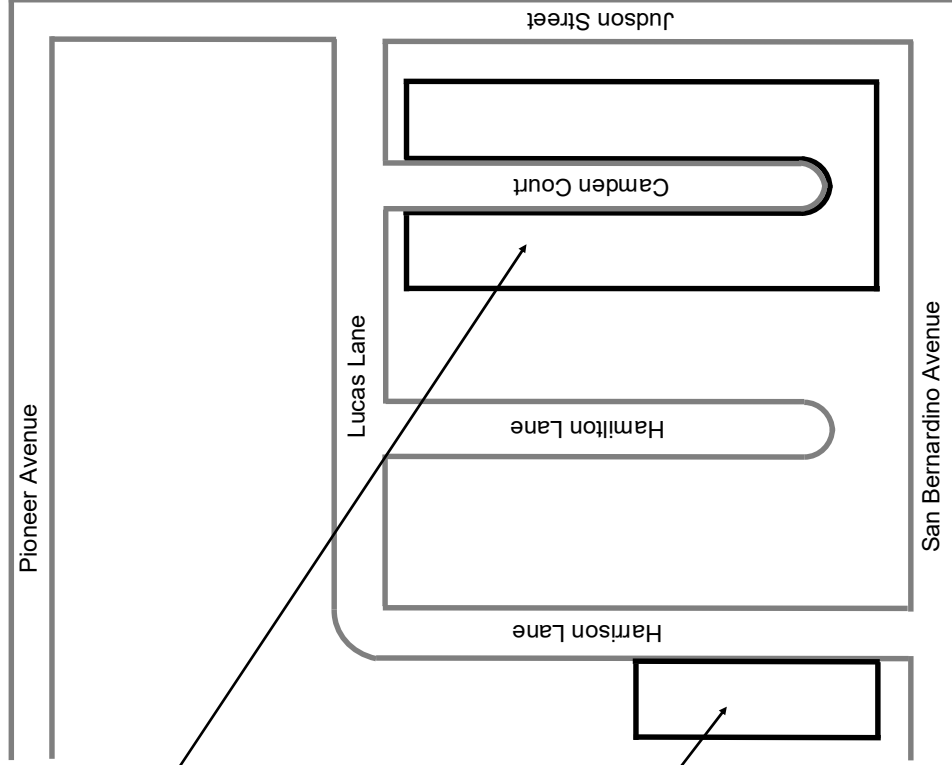 Judson Street
Camden Court
Lucas Lane
San Bernardino Avenue
Hamilton Lane
Pioneer Avenue
Harrison Lane